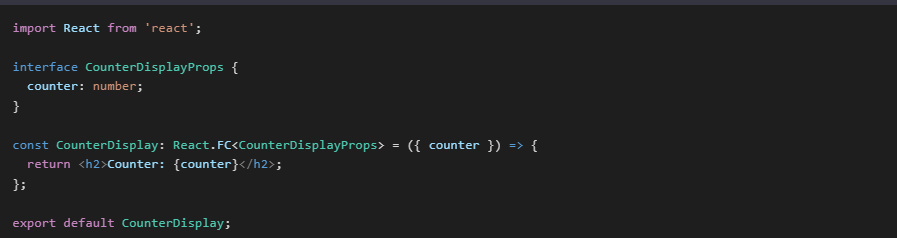 import React from 'react';
interface CounterDisplayProps {
  counter: number;
}
const CounterDisplay: React.FC<CounterDisplayProps> = ({ counter }) => {
  return <h2>Counter: {counter}</h2>;
};
export default CounterDisplay;